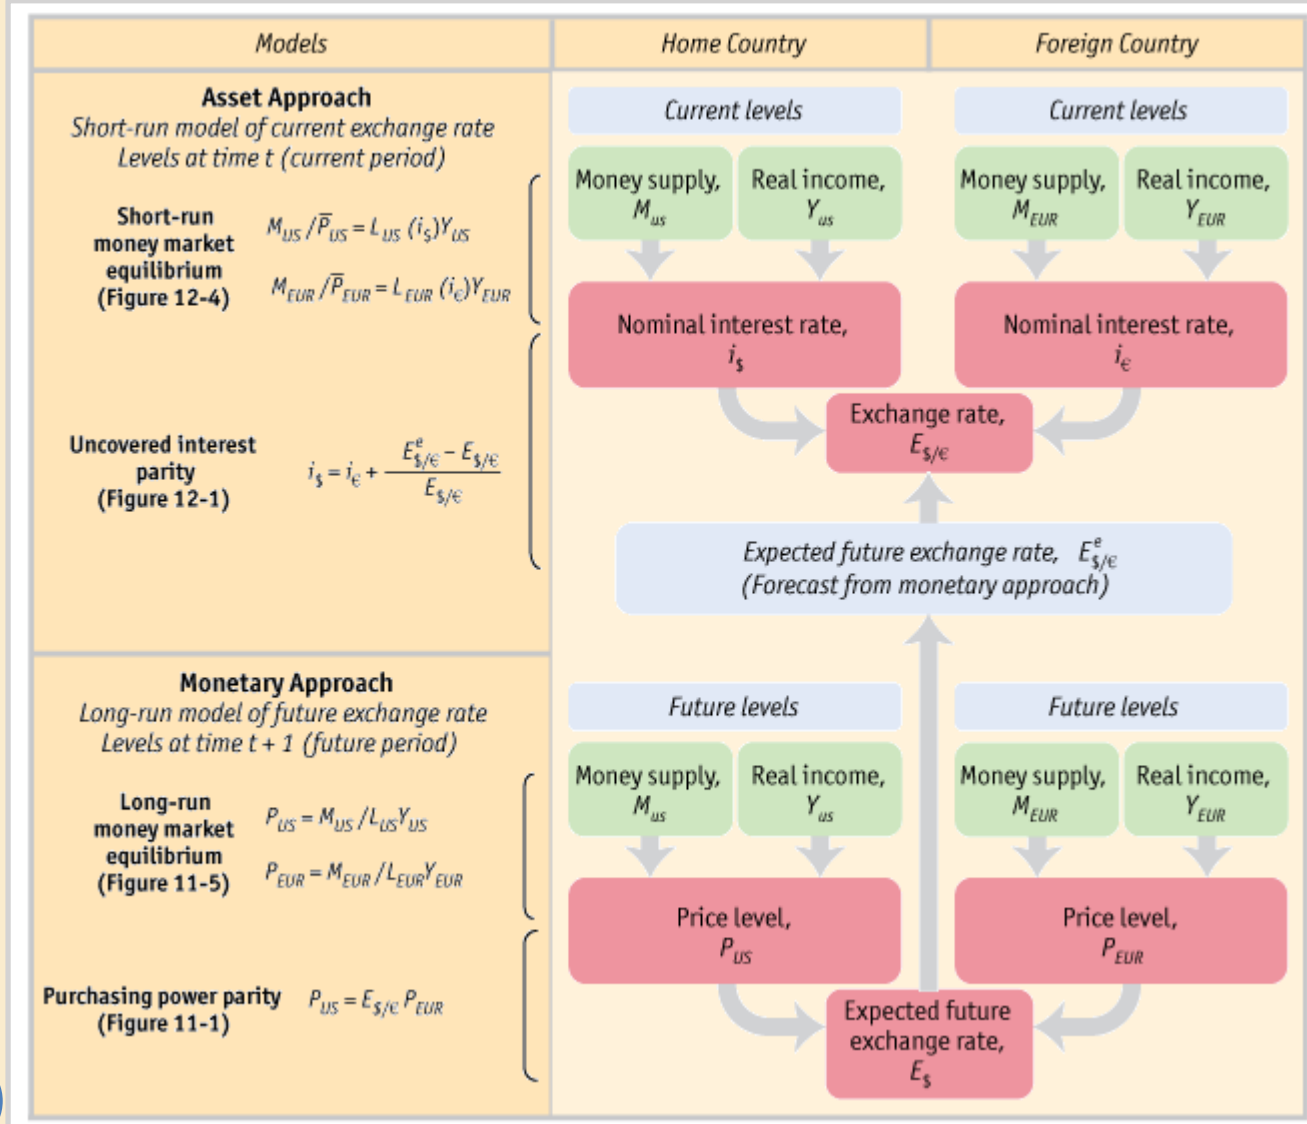 Models
Home Country
Foreign Country
Asset Approach
Short-run model of current exchange rate
Levels at time t (current period)
Short-run
money market
equilibrium
(Figure 12-4)
M_US / P̅_US = L_US (i_$)Y_US
M_EUR / P̅_EUR = L_EUR (i_€)Y_EUR
Uncovered interest
parity
(Figure 12-1)
i_$ = i_€ + (E^e_$/€ – E_$/€) / E_$/€
Current levels
Current levels
Money supply,
M_us
Real income,
Y_us
Money supply,
M_EUR
Real income,
Y_EUR
Nominal interest rate,
i_$
Nominal interest rate,
i_€
Exchange rate,
E_$/€
Expected future exchange rate, E^e_$/€
(Forecast from monetary approach)
Monetary Approach
Long-run model of future exchange rate
Levels at time t + 1 (future period)
Long-run
money market
equilibrium
(Figure 11-5)
P_US = M_US / L_US Y_US
P_EUR = M_EUR / L_EUR Y_EUR
Purchasing power parity
(Figure 11-1)
P_US = E_$/€ P_EUR
Future levels
Future levels
Money supply,
M_us
Real income,
Y_us
Money supply,
M_EUR
Real income,
Y_EUR
Price level,
P_US
Price level,
P_EUR
Expected future
exchange rate,
E_$